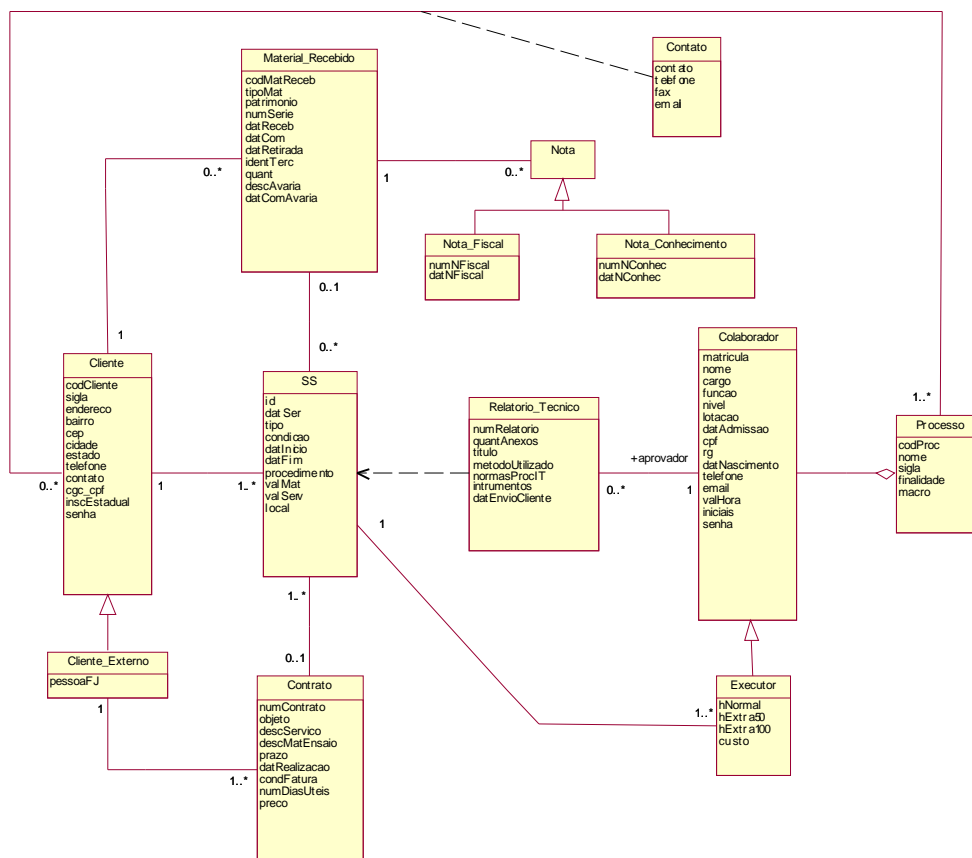 Contato
contato
telefone
fax
email
Material_Recebido
codMatReceb
tipoMat
patrimonio
numSerie
datReceb
datCom
datRetirada
identTerc
quant
descAvaria
datComAvaria
0..*
1
0..*
Nota
Nota_Fiscal
numNFiscal
datNFiscal
Nota_Conhecimento
numNConhec
datNConhec
0..1
1
0..*
Cliente
codCliente
sigla
endereco
bairro
cep
cidade
estado
telefone
contato
cgc_cpf
inscEstadual
senha
0..*
1
1..*
SS
id
datSer
tipo
condicao
datInicio
datFim
procedimento
valMat
valServ
local
1
Relatorio_Tecnico
numRelatorio
quantAnexos
titulo
metodoUtilizado
normasProcIT
intrumentos
datEnvioCliente
+aprovador
0..*
1
Colaborador
matricula
nome
cargo
funcao
nivel
lotacao
datAdmissao
cpf
rg
datNascimento
telefone
email
valHora
iniciais
senha
1..*
Processo
codProc
nome
sigla
finalidade
macro
1..*
0..1
Cliente_Externo
pessoaFJ
1
1..*
Contrato
numContrato
objeto
descServico
descMatEnsaio
prazo
datRealizacao
condFatura
numDiasUteis
preco
1..*
Executor
hNormal
hExtra50
hExtra100
custo